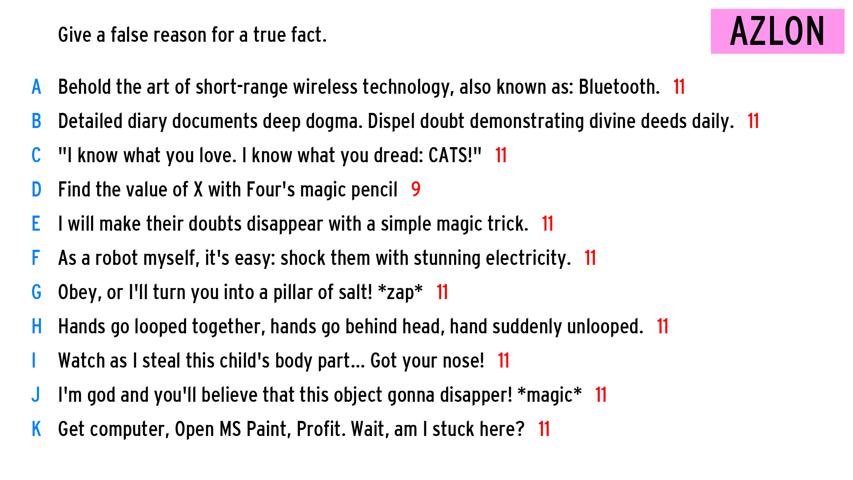 Give a false reason for a true fact.
AZLON
A Behold the art of short-range wireless technology, also known as: Bluetooth. 11
B Detailed diary documents deep dogma. Dispel doubt demonstrating divine deeds daily. 11
C "I know what you love. I know what you dread: CATS!" 11
D Find the value of X with Four's magic pencil 9
E I will make their doubts disappear with a simple magic trick. 11
F As a robot myself, it's easy: shock them with stunning electricity. 11
G Obey, or I'll turn you into a pillar of salt! *zap* 11
H Hands go looped together, hands go behind head, hand suddenly unlooped. 11
I Watch as I steal this child's body part... Got your nose! 11
J I'm god and you'll believe that this object gonna disapper! *magic* 11
K Get computer, Open MS Paint, Profit. Wait, am I stuck here? 11